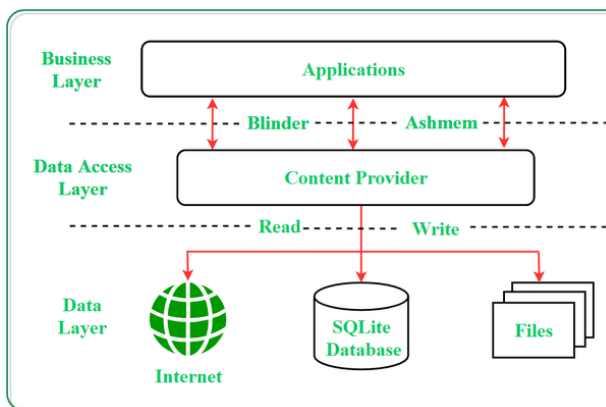 Business
Layer
Applications
Blinder
Ashmem
Data Access
Layer
Content Provider
Read
Write
Data
Layer
Internet
SQLite
Database
Files